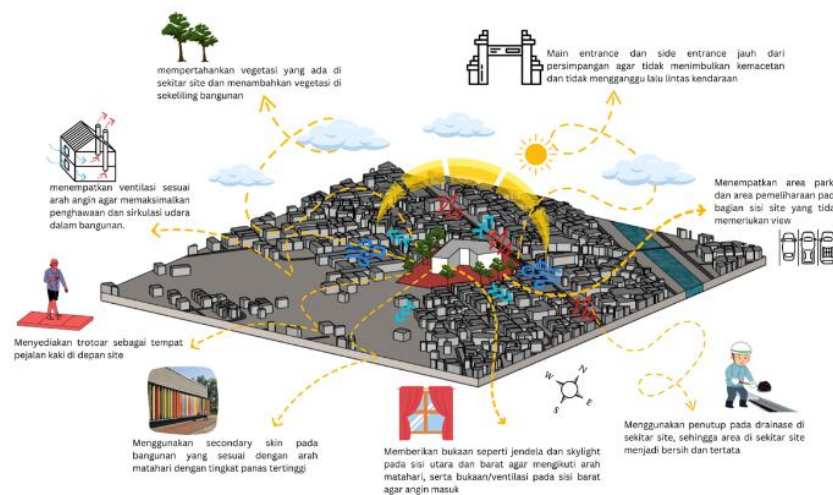 mempertahankan vegetasi yang ada di
sekitar site dan menambahkan vegetasi di
sekeliling bangunan
Main entrance dan side entrance jauh dari
persimpangan agar tidak menimbulkan kemacetan
dan tidak mengganggu lalu lintas kendaraan
menempatkan ventilasi sesuai
arah angin agar memaksimalkan
penghawaan dan sirkulasi udara
dalam bangunan.
Menempatkan area park
dan area pemeliharaan pad
bagian sisi site yang tida
memerlukan view
Menyediakan trotoar sebagai tempat
pejalan kaki di depan site
N
W
E
S
Menggunakan secondary skin pada
bangunan yang sesuai dengan arah
matahari dengan tingkat panas tertinggi
Memberikan bukaan seperti jendela dan skylight
pada sisi utara dan barat agar mengikuti arah
matahari, serta bukaan/ventilasi pada sisi barat
agar angin masuk
Menggunakan penutup pada drainase di
sekitar site, sehingga area di sekitar site
menjadi bersih dan tertata